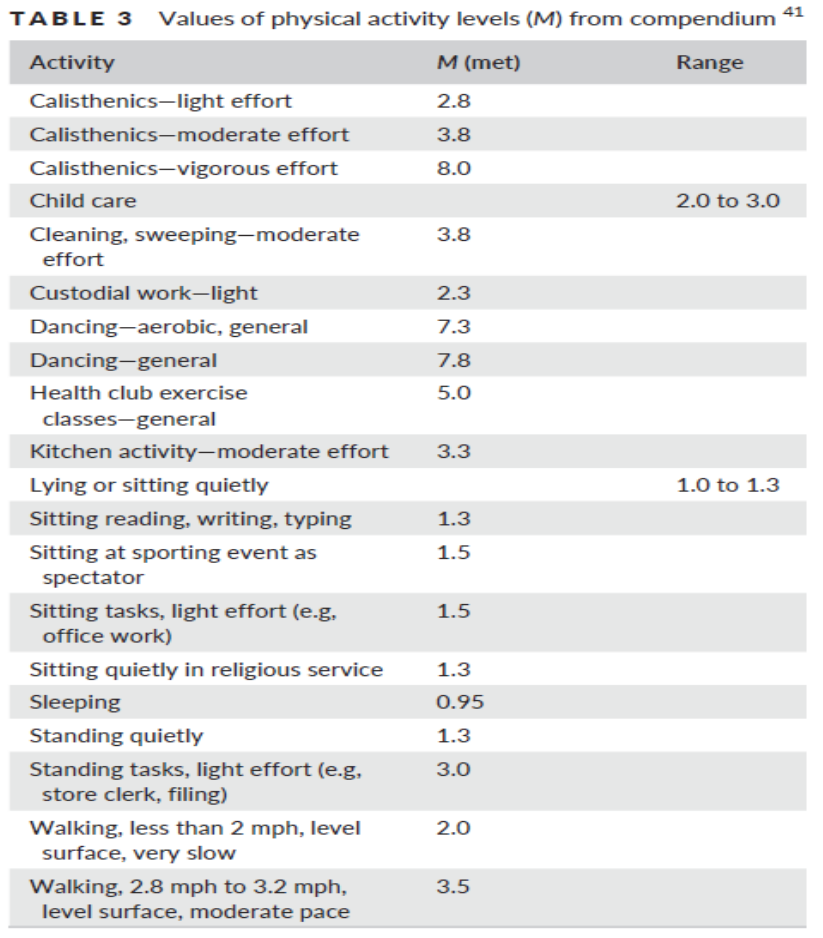 TABLE 3 Values of physical activity levels (M) from compendium 41
Activity M (met) Range
Calisthenics—light effort 2.8
Calisthenics—moderate effort 3.8
Calisthenics—vigorous effort 8.0
Child care 2.0 to 3.0
Cleaning, sweeping—moderate 3.8
effort
Custodial work—light 2.3
Dancing—aerobic, general 7.3
Dancing—general 7.8
Health club exercise 5.0
classes—general
Kitchen activity—moderate effort 3.3
Lying or sitting quietly 1.0 to 1.3
Sitting reading, writing, typing 1.3
Sitting at sporting event as 1.5
spectator
Sitting tasks, light effort (e.g, 1.5
office work)
Sitting quietly in religious service 1.3
Sleeping 0.95
Standing quietly 1.3
Standing tasks, light effort (e.g, 3.0
store clerk, filing)
Walking, less than 2 mph, level 2.0
surface, very slow
Walking, 2.8 mph to 3.2 mph, 3.5
level surface, moderate pace